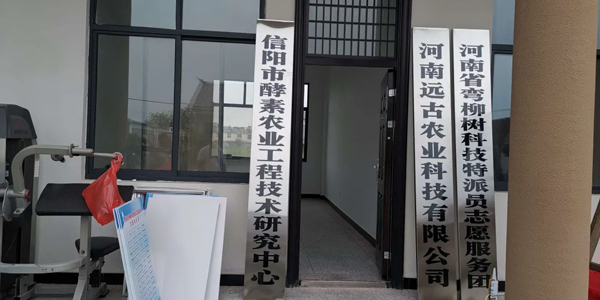 信阳市酵素农业工程技术研究中心
河南远古农业科技有限公司
河南省弯柳树科技特派员志愿服务团